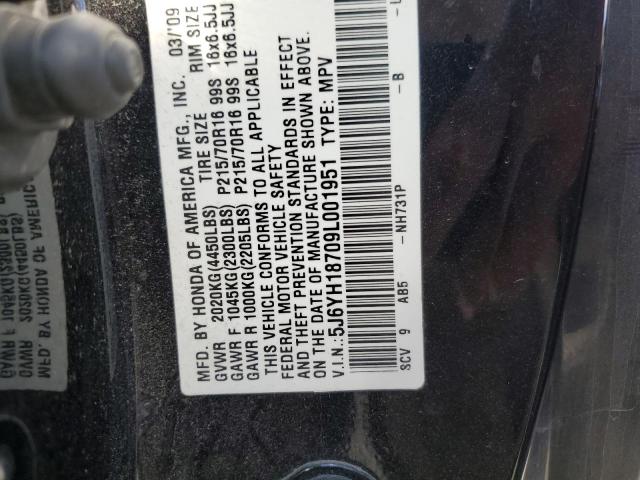 MFD. BY HONDA OF AMERICA MFG., INC. 03/'09
TIRE SIZE RIM SIZE
GVWR 2020KG(4450LBS)
GAWR F 1045KG(2300LBS) P215/70R16 99S 16x6.5JJ
GAWR R 1000KG(2205LBS) P215/70R16 99S 16x6.5JJ
THIS VEHICLE CONFORMS TO ALL APPLICABLE
FEDERAL MOTOR VEHICLE SAFETY
AND THEFT PREVENTION STANDARDS IN EFFECT
ON THE DATE OF MANUFACTURE SHOWN ABOVE.
V.I.N.: 5J6YH18709L001951 TYPE: MPV
SCV 9 AB5 -NH731P -B